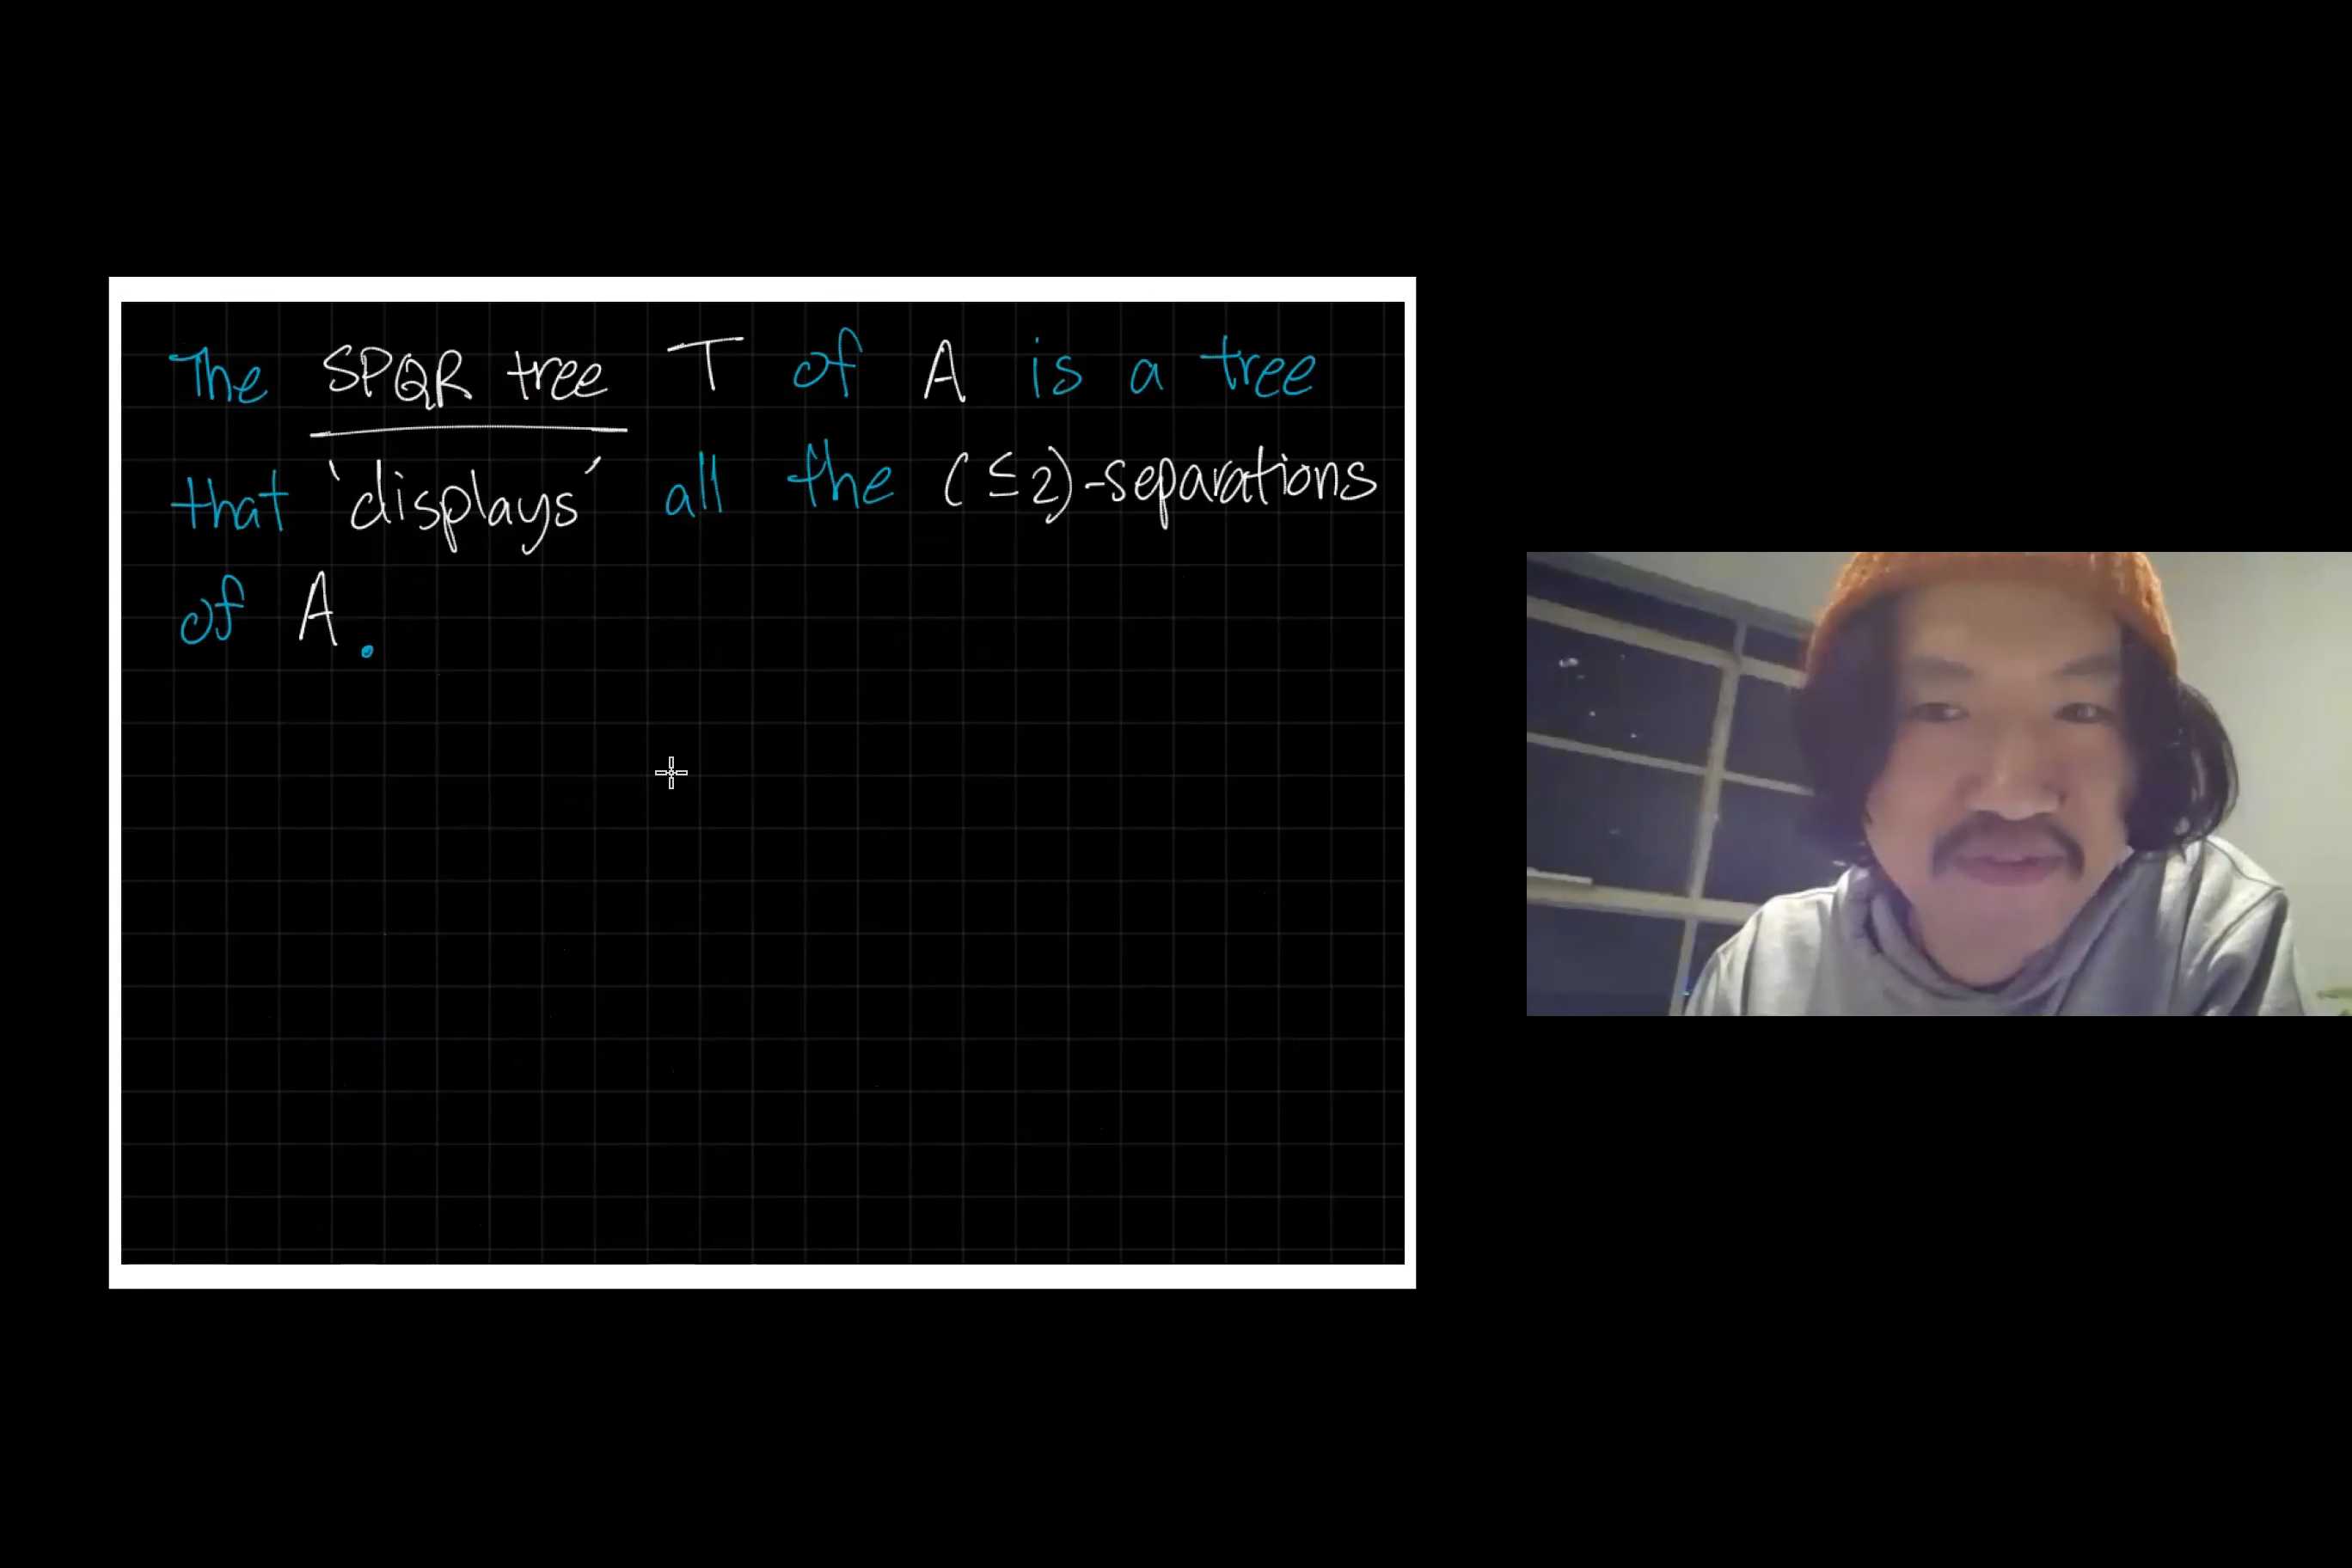 The SPQR tree T of A is a tree
that 'displays' all the (≤2)-separations
of A.